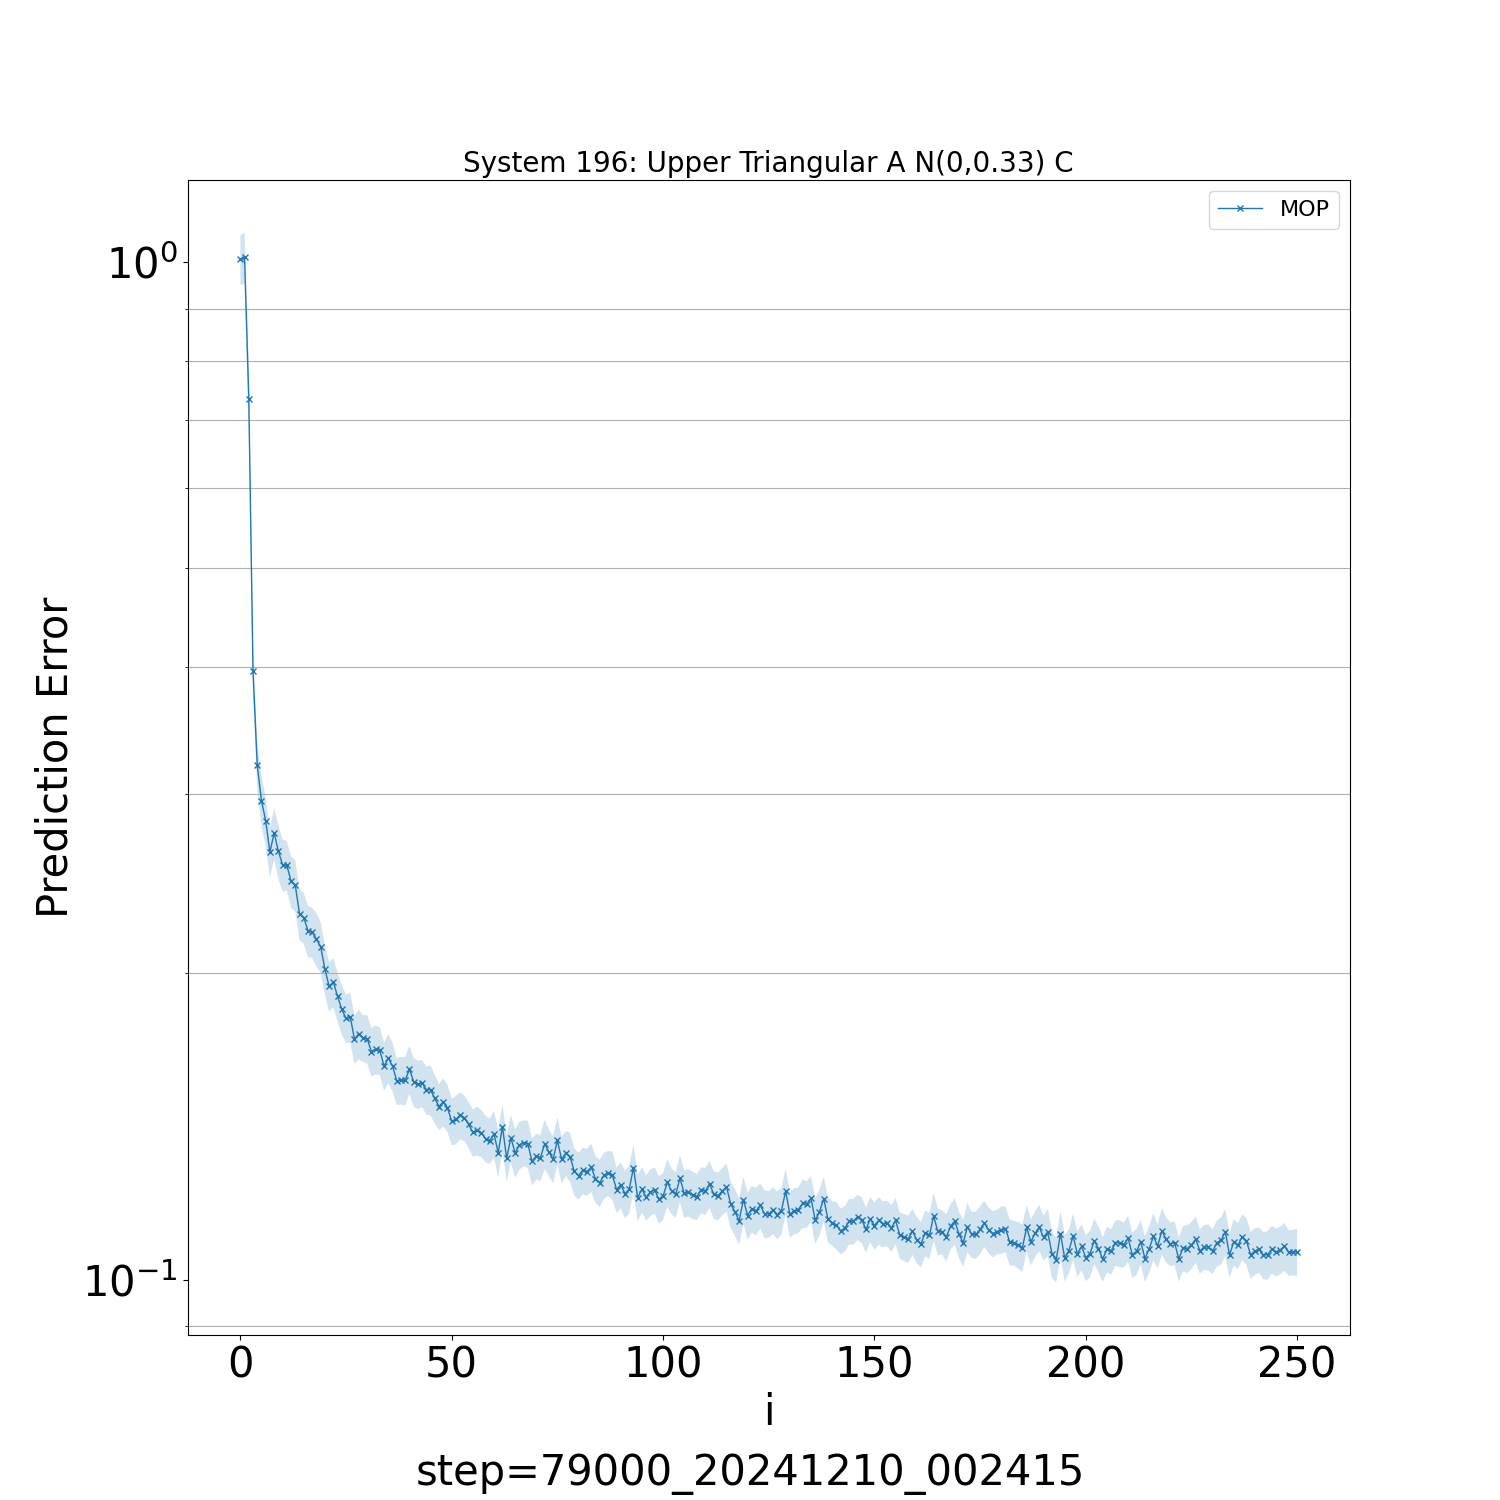 System 196: Upper Triangular A N(0,0.33) C
MOP
10⁰
10⁻¹
Prediction Error
0 50 100 150 200 250
i
step=79000_20241210_002415